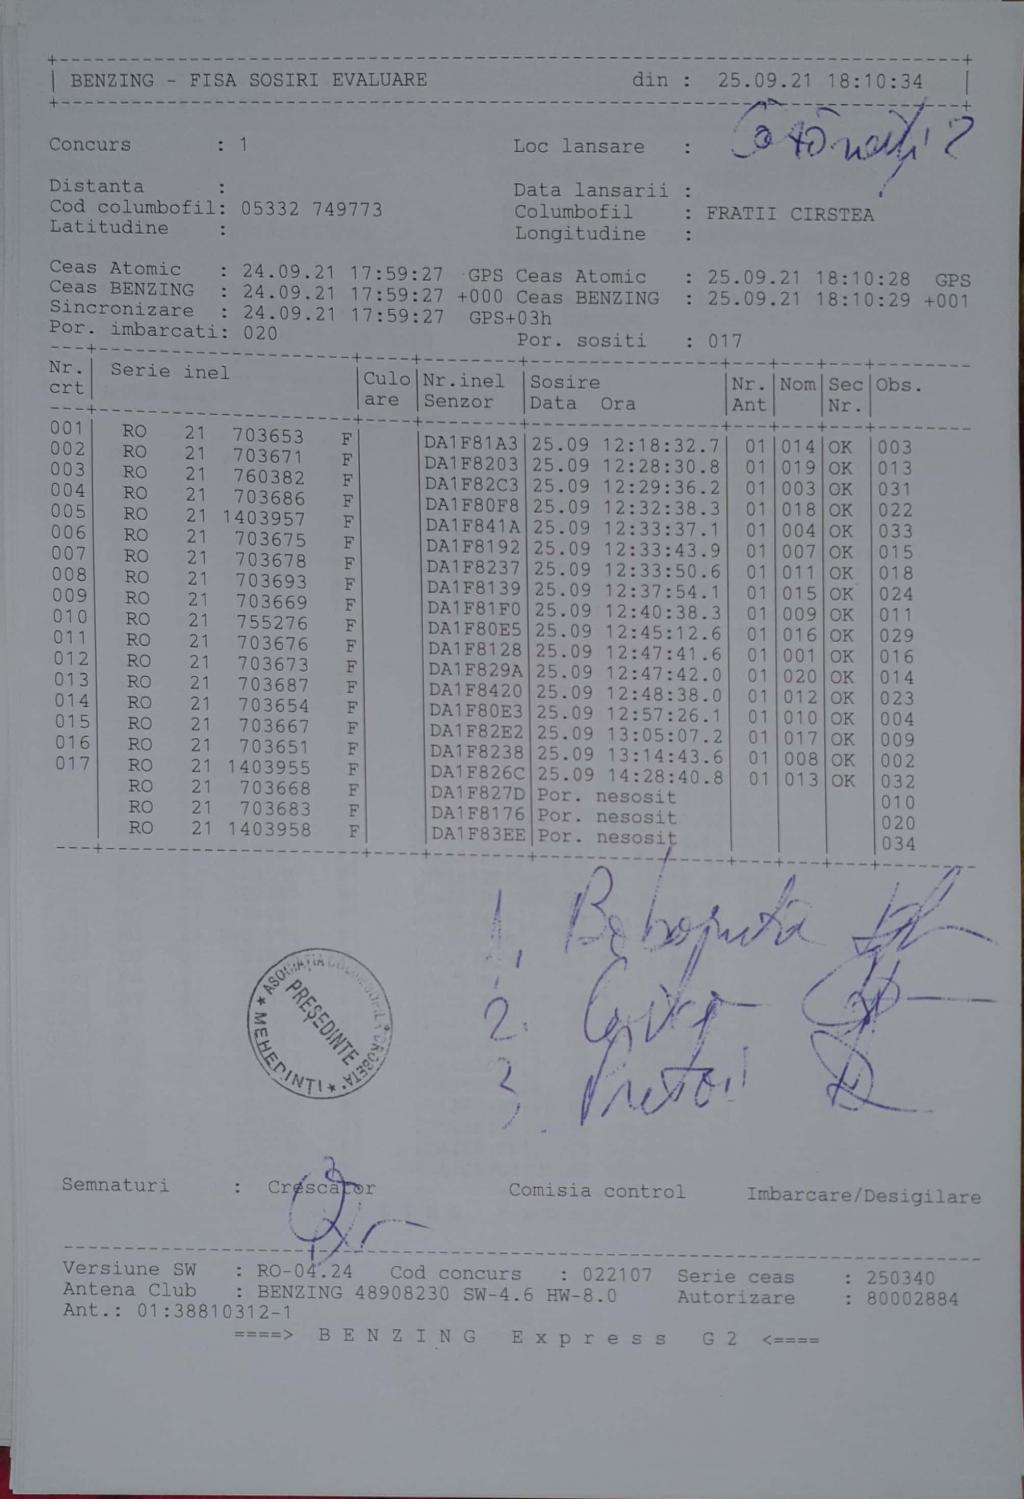 BENZING - FISA SOSIRI EVALUARE din : 25.09.21 18:10:34
Concurs : 1 Loc lansare :
Distanta : Data lansarii :
Cod columbofil: 05332 749773 Columbofil : FRATII CIRSTEA
Latitudine : Longitudine :
Ceas Atomic : 24.09.21 17:59:27 GPS Ceas Atomic : 25.09.21 18:10:28 GPS
Ceas BENZING : 24.09.21 17:59:27 +000 Ceas BENZING : 25.09.21 18:10:29 +001
Sincronizare : 24.09.21 17:59:27 GPS+03h
Por. imbarcati: 020 Por. sositi : 017
Nr. crt Serie inel Culo are Nr.inel Senzor Sosire Data Ora Nr. Ant Nom Sec Nr. Obs.
001 RO 21 703653 F DA1F81A3 25.09 12:18:32.7 01 014 OK 003
002 RO 21 703671 F DA1F8203 25.09 12:28:30.8 01 019 OK 013
003 RO 21 760382 F DA1F82C3 25.09 12:29:36.2 01 003 OK 031
004 RO 21 703686 F DA1F80F8 25.09 12:32:38.3 01 018 OK 022
005 RO 21 1403957 F DA1F841A 25.09 12:33:37.1 01 004 OK 033
006 RO 21 703675 F DA1F8192 25.09 12:33:43.9 01 007 OK 015
007 RO 21 703678 F DA1F8237 25.09 12:33:50.6 01 011 OK 018
008 RO 21 703693 F DA1F8139 25.09 12:37:54.1 01 015 OK 024
009 RO 21 703669 F DA1F81F0 25.09 12:40:38.3 01 009 OK 011
010 RO 21 755276 F DA1F80E5 25.09 12:45:12.6 01 016 OK 029
011 RO 21 703676 F DA1F8128 25.09 12:47:41.6 01 001 OK 016
012 RO 21 703673 F DA1F829A 25.09 12:47:42.0 01 020 OK 014
013 RO 21 703687 F DA1F8420 25.09 12:48:38.0 01 012 OK 023
014 RO 21 703654 F DA1F80E3 25.09 12:57:26.1 01 010 OK 004
015 RO 21 703667 F DA1F82E2 25.09 13:05:07.2 01 017 OK 009
016 RO 21 703651 F DA1F8238 25.09 13:14:43.6 01 008 OK 002
017 RO 21 1403955 F DA1F826C 25.09 14:28:40.8 01 013 OK 032
RO 21 703668 F DA1F827D Por. nesosit 010
RO 21 703683 F DA1F8176 Por. nesosit 020
RO 21 1403958 F DA1F83EE Por. nesosit 034
1.
2.
3.
PREȘEDINTE
MEHEDINȚI
Semnaturi : Crescator Comisia control Imbarcare/Desigilare
Versiune SW : RO-04.24 Cod concurs : 022107 Serie ceas : 250340
Antena Club : BENZING 48908230 SW-4.6 HW-8.0 Autorizare : 80002884
Ant.: 01:38810312-1
====> B E N Z I N G E x p r e s s G 2 <====